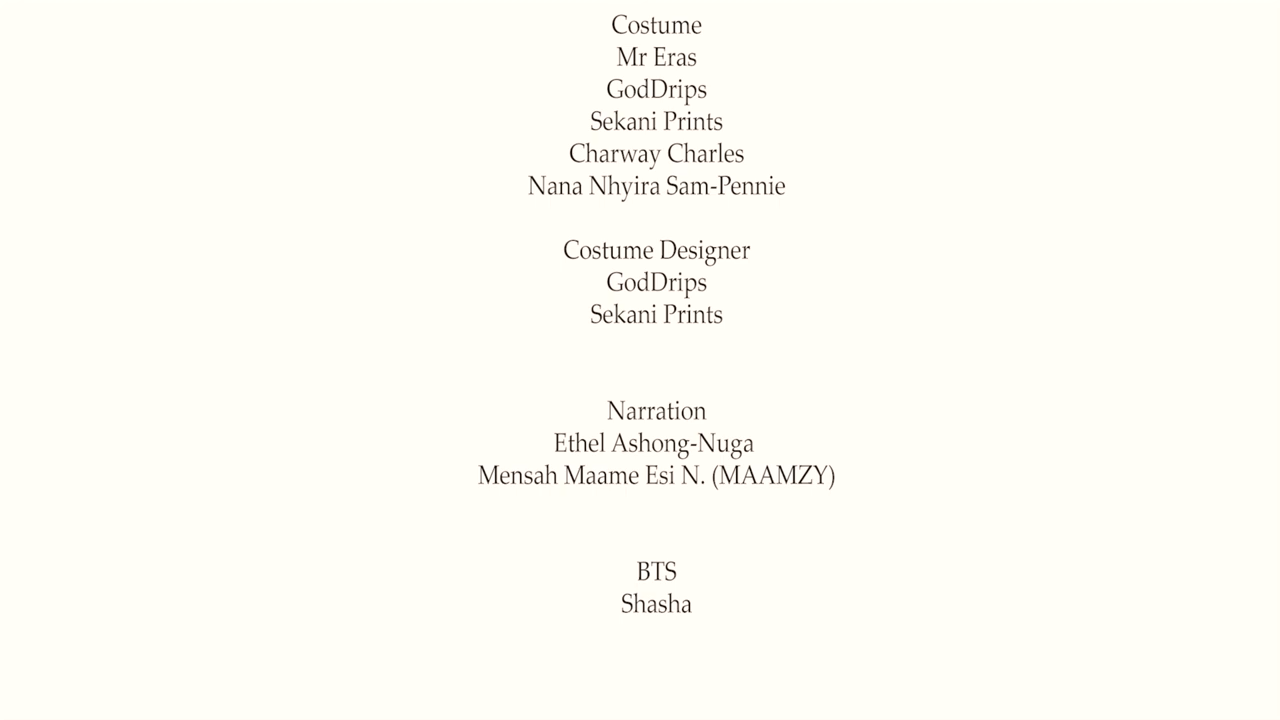 Costume
Mr Eras
GodDrips
Sekani Prints
Charway Charles
Nana Nhyira Sam-Pennie
Costume Designer
GodDrips
Sekani Prints
Narration
Ethel Ashong-Nuga
Mensah Maame Esi N. (MAAMZY)
BTS
Shasha